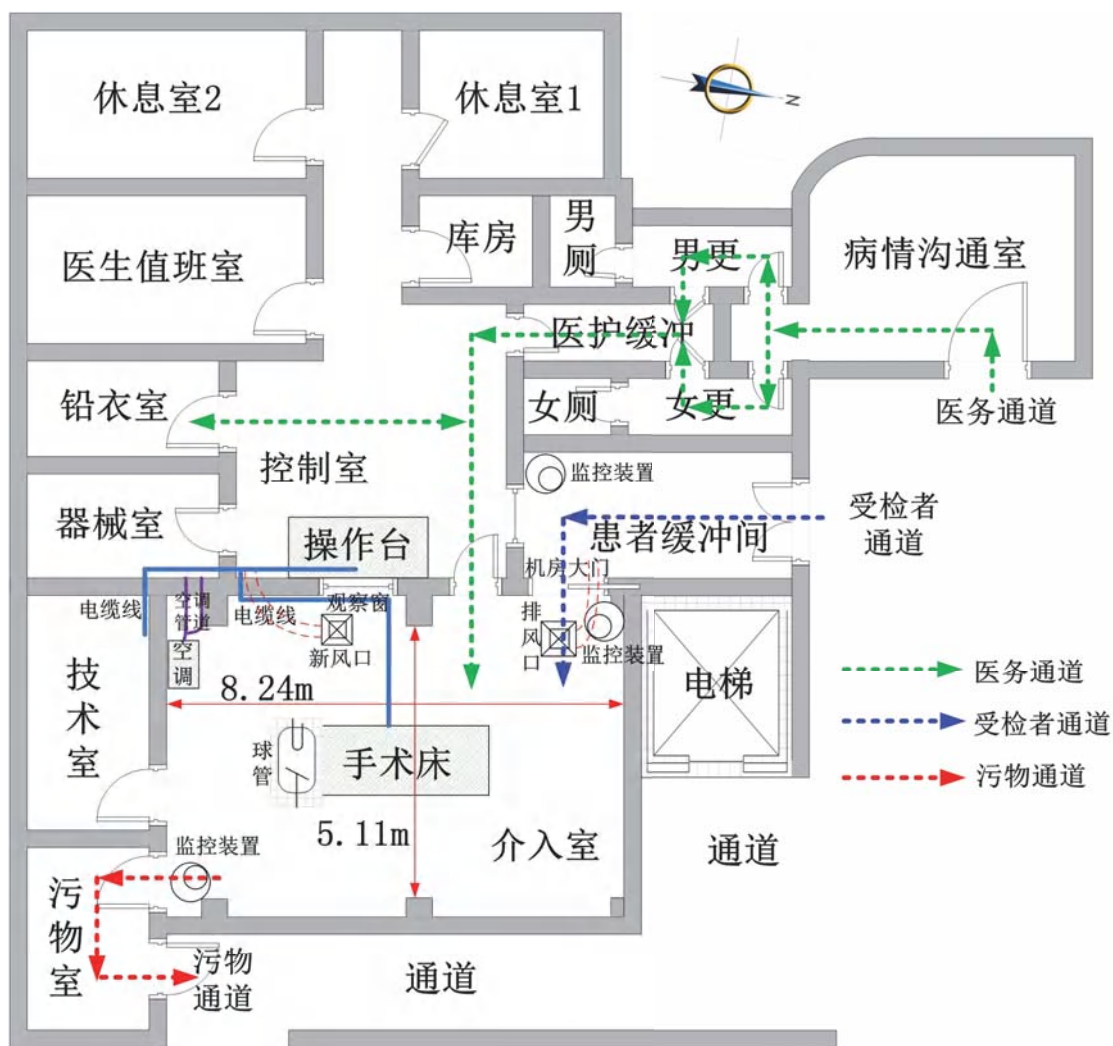 休息室2
休息室1
N
医生值班室
库房
男厕
男更
病情沟通室
医护缓冲
铅衣室
女厕
女更
医务通道
控制室
监控装置
器械室
操作台
患者缓冲间
受检者
通道
机房大门
电缆线
空调
管道
电缆线
观察窗
排风口
监控装置
新风口
空调
技术室
8.24m
电梯
医务通道
受检者通道
污物通道
球管
手术床
5.11m
介入室
通道
监控装置
污物室
污物
通道
通道